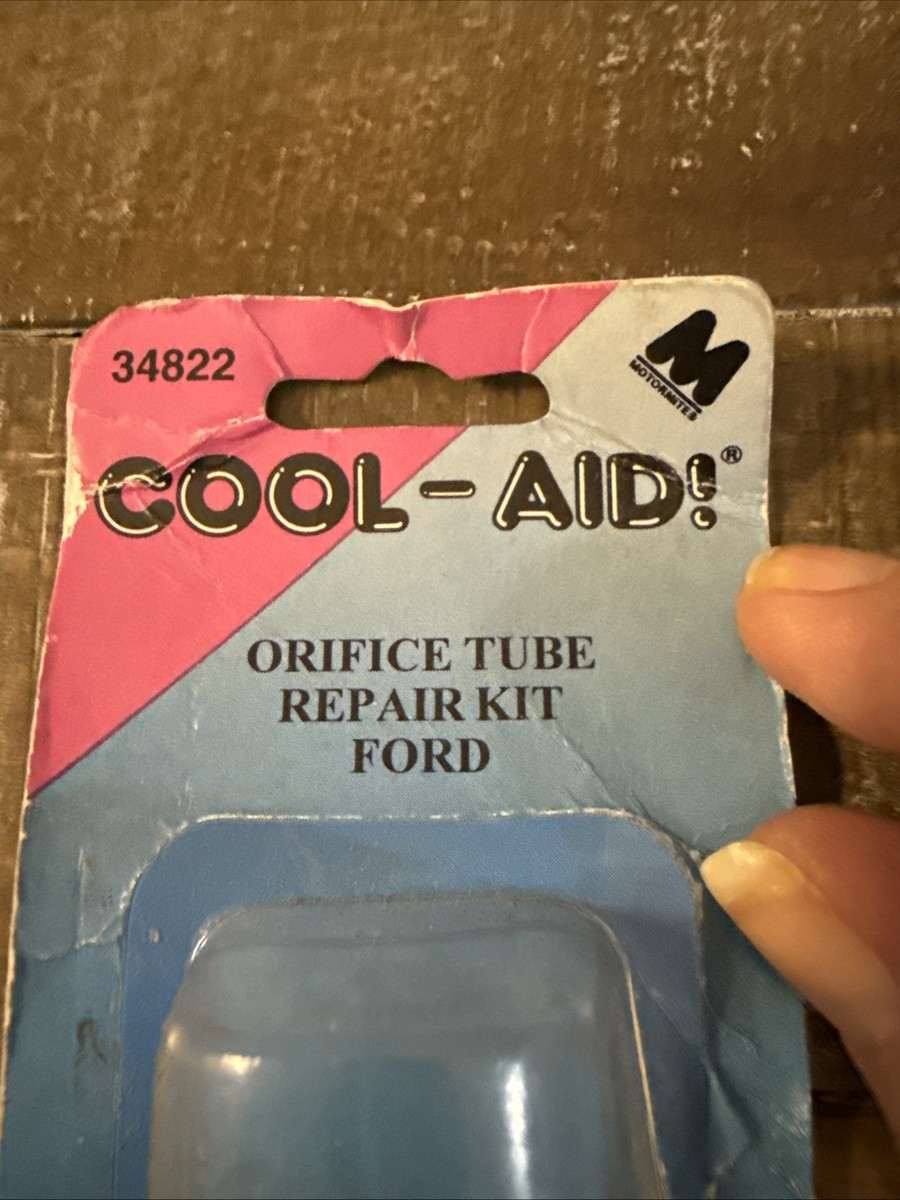 34822
M
MOTORMITES
COOL-AID!®
ORIFICE TUBE
REPAIR KIT
FORD